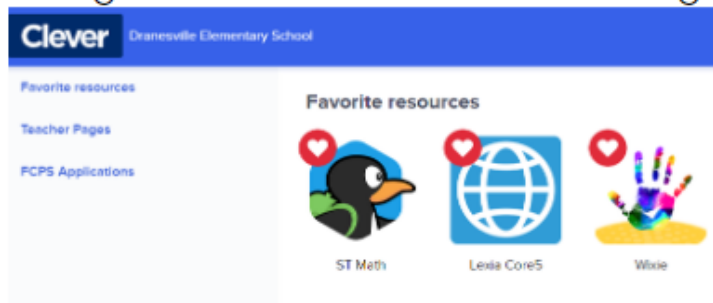 Clever Dranesville Elementary School
Favorite resources
Teacher Pages
FCPS Applications
Favorite resources
ST Math Lexia Core5 Wixie